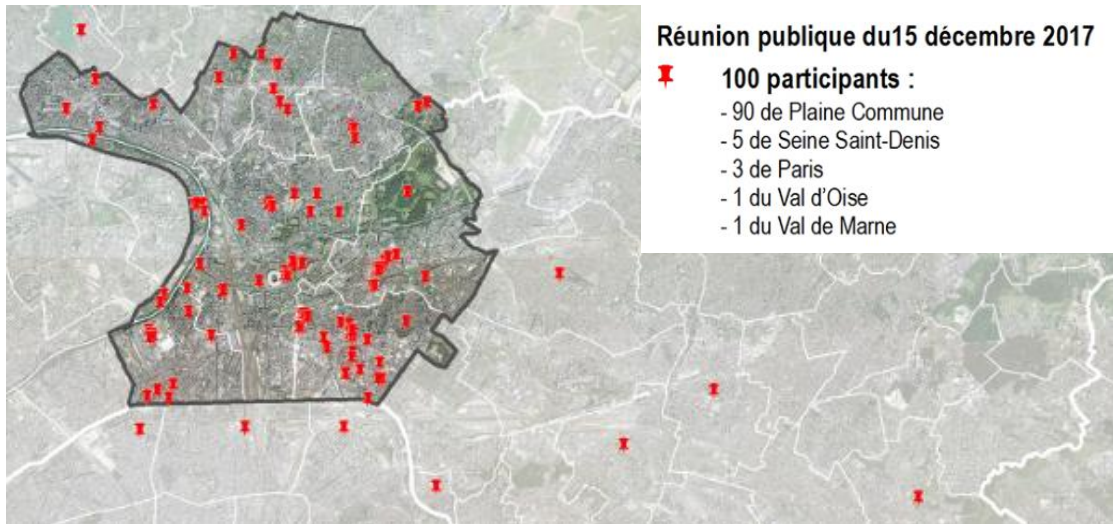 Réunion publique du15 décembre 2017
100 participants :
- 90 de Plaine Commune
- 5 de Seine Saint-Denis
- 3 de Paris
- 1 du Val d’Oise
- 1 du Val de Marne